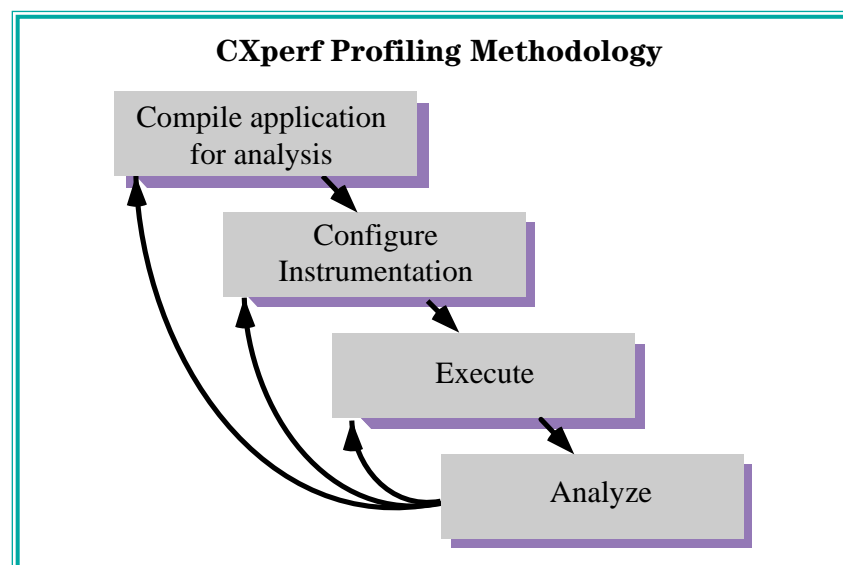 CXperf Profiling Methodology
Compile application
for analysis
Configure
Instrumentation
Execute
Analyze